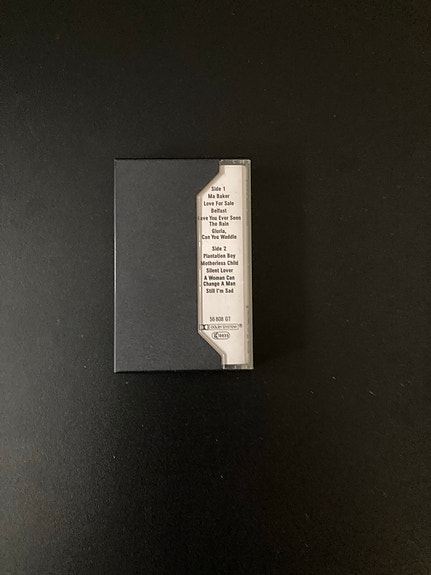 Side 1
Ma Baker
Love For Sale
Belfast
Have You Ever Seen
The Rain
Gloria,
Can You Waddle
Side 2
Plantation Boy
Motherless Child
Silent Lover
A Woman Can
Change A Man
Still I'm Sad
56 808 GT
DOLBY SYSTEM